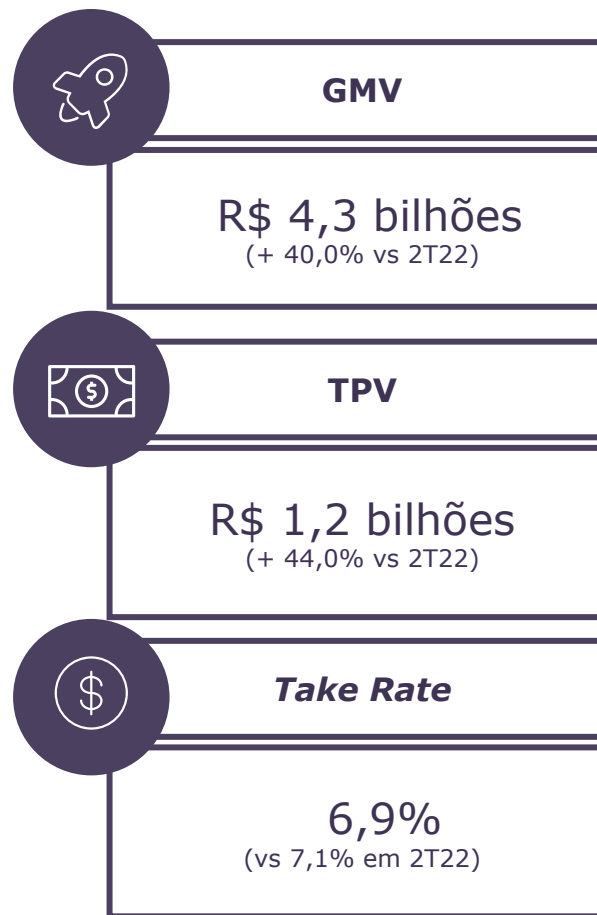 GMV
R$ 4,3 bilhões
(+ 40,0% vs 2T22)
$
TPV
R$ 1,2 bilhões
(+ 44,0% vs 2T22)
$
Take Rate
6,9%
(vs 7,1% em 2T22)